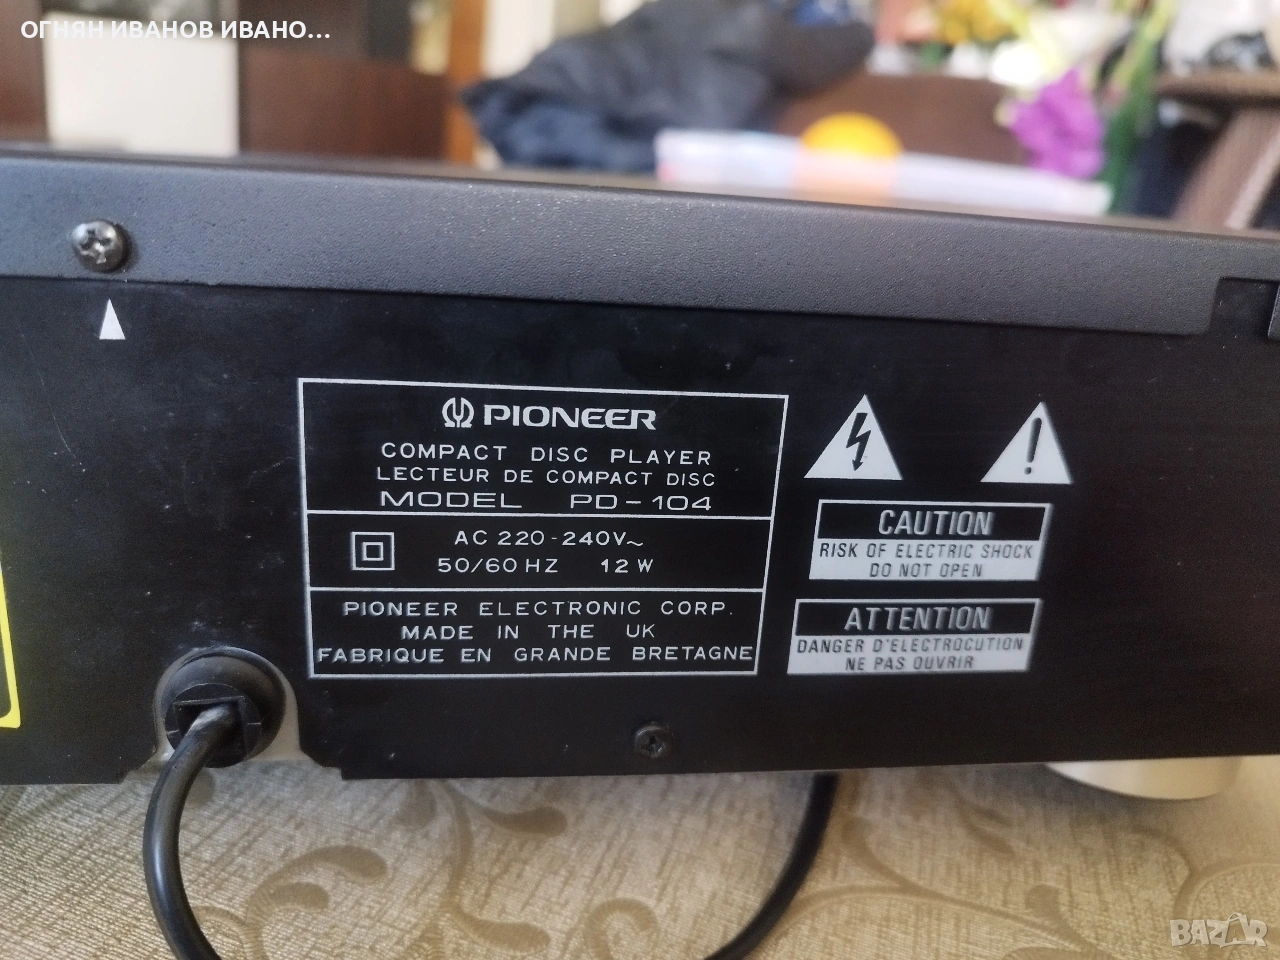 ОГНЯН ИВАНОВ ИВАНО...
PIONEER
COMPACT DISC PLAYER
LECTEUR DE COMPACT DISC
MODEL PD-104
AC 220-240V~
50/60 HZ 12 W
PIONEER ELECTRONIC CORP.
MADE IN THE UK
FABRIQUE EN GRANDE BRETAGNE
CAUTION
RISK OF ELECTRIC SHOCK
DO NOT OPEN
ATTENTION
DANGER D'ELECTROCUTION
NE PAS OUVRIR
BAZAR